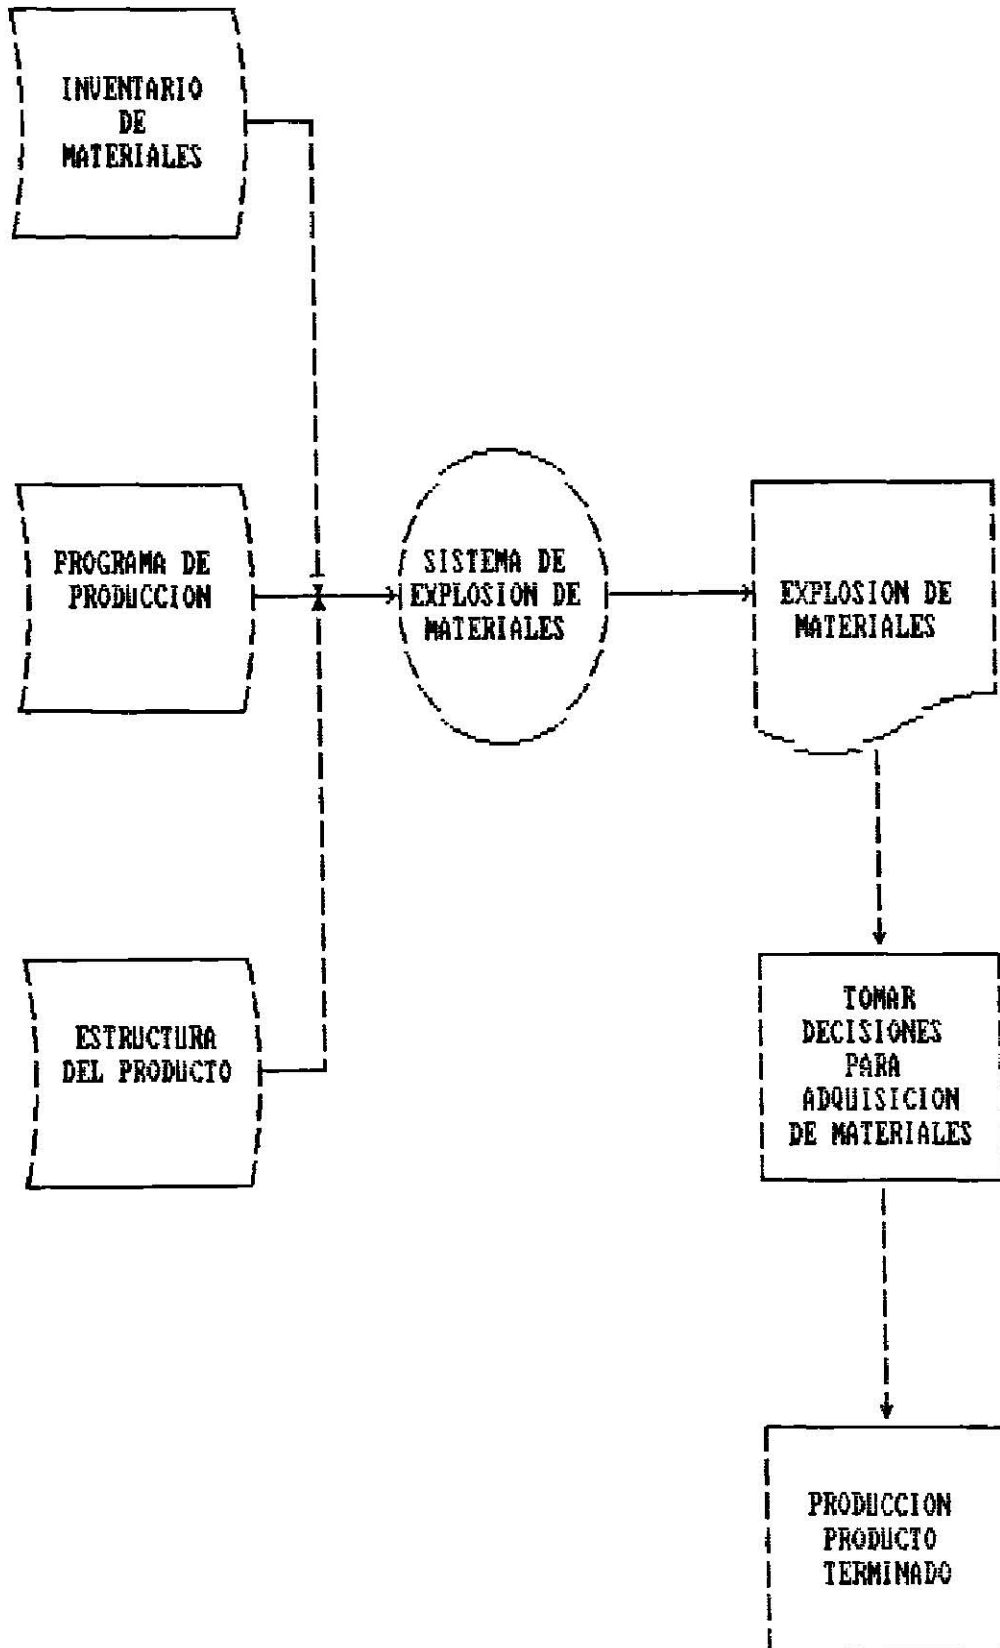 INVENTARIO
DE
MATERIALES
PROGRAMA DE
PRODUCCION
SISTEMA DE
EXPLOSION DE
MATERIALES
EXPLOSION DE
MATERIALES
ESTRUCTURA
DEL PRODUCTO
TOMAR
DECISIONES
PARA
ADQUISICION
DE MATERIALES
PRODUCCION
PRODUCTO
TERMINADO